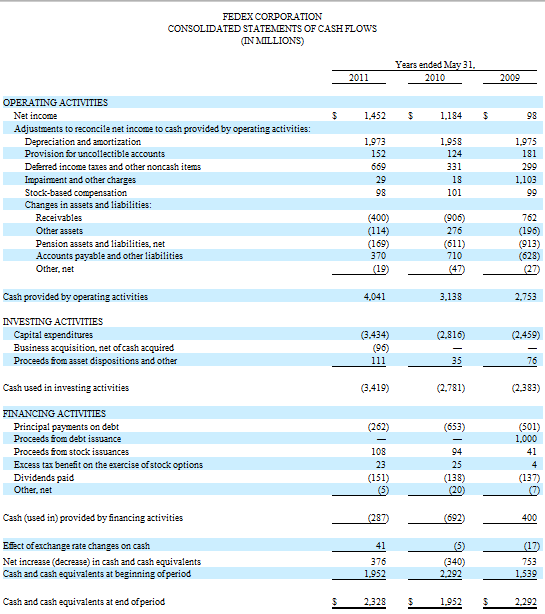 FEDEX CORPORATION
CONSOLIDATED STATEMENTS OF CASH FLOWS
(IN MILLIONS)
Years ended May 31,
2011 2010 2009
OPERATING ACTIVITIES
Net income $ 1,452 $ 1,184 $ 98
Adjustments to reconcile net income to cash provided by operating activities:
Depreciation and amortization 1,973 1,958 1,975
Provision for uncollectible accounts 152 124 181
Deferred income taxes and other noncash items 669 331 299
Impairment and other charges 29 18 1,103
Stock-based compensation 98 101 99
Changes in assets and liabilities:
Receivables (400) (906) 762
Other assets (114) 276 (196)
Pension assets and liabilities, net (169) (611) (913)
Accounts payable and other liabilities 370 710 (628)
Other, net (19) (47) (27)
Cash provided by operating activities 4,041 3,138 2,753
INVESTING ACTIVITIES
Capital expenditures (3,434) (2,816) (2,459)
Business acquisition, net of cash acquired (96) — —
Proceeds from asset dispositions and other 111 35 76
Cash used in investing activities (3,419) (2,781) (2,383)
FINANCING ACTIVITIES
Principal payments on debt (262) (653) (501)
Proceeds from debt issuance — — 1,000
Proceeds from stock issuances 108 94 41
Excess tax benefit on the exercise of stock options 23 25 4
Dividends paid (151) (138) (137)
Other, net (5) (20) (7)
Cash (used in) provided by financing activities (287) (692) 400
Effect of exchange rate changes on cash 41 (5) (17)
Net increase (decrease) in cash and cash equivalents 376 (340) 753
Cash and cash equivalents at beginning of period 1,952 2,292 1,539
Cash and cash equivalents at end of period $ 2,328 $ 1,952 $ 2,292